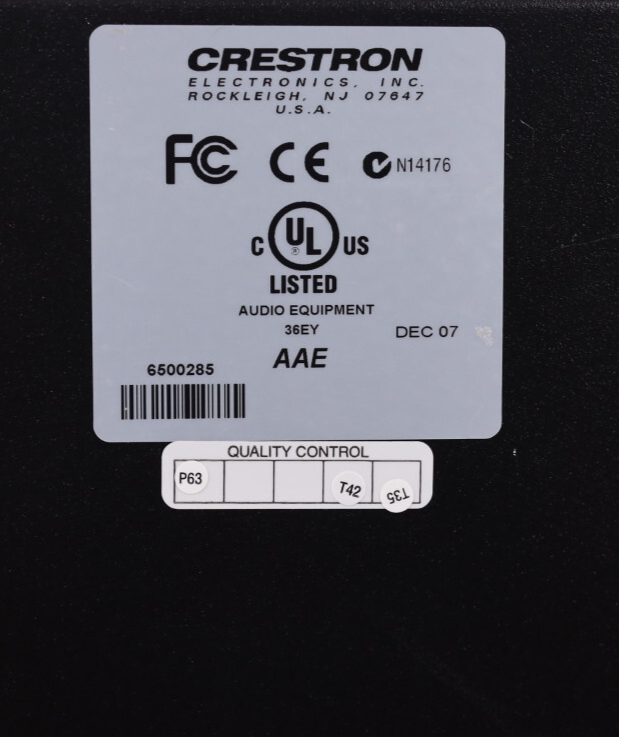 CRESTRON
ELECTRONICS, INC.
ROCKLEIGH, NJ 07647
U.S.A.
FC CE N14176
C UL US
®
LISTED
AUDIO EQUIPMENT
36EY
DEC 07
AAE
6500285
QUALITY CONTROL
P63 T42 T35